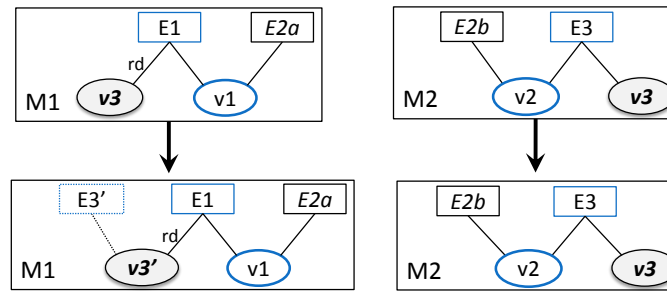 E1 E2a
rd
M1 v3 v1
E2b E3
M2 v2 v3
E3’ E1 E2a
rd
M1 v3’ v1
E2b E3
M2 v2 v3